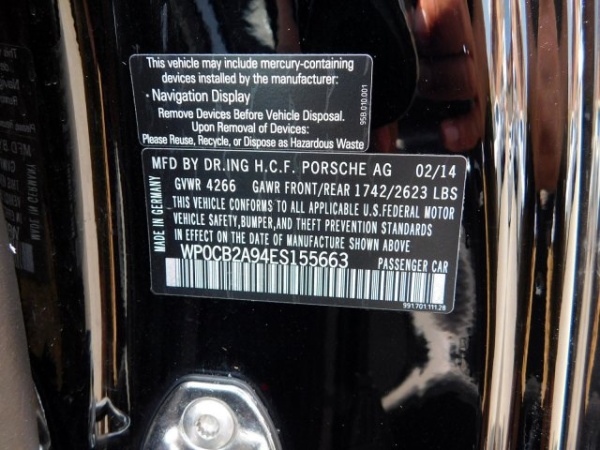 This vehicle may include mercury-containing
devices installed by the manufacturer:
· Navigation Display
Remove Devices Before Vehicle Disposal.
Upon Removal of Devices:
Please Reuse, Recycle, or Dispose as Hazardous Waste
958.010.001
MFD BY DR.ING H.C.F. PORSCHE AG 02/14
GVWR 4266 GAWR FRONT/REAR 1742/2623 LBS
THIS VEHICLE CONFORMS TO ALL APPLICABLE U.S.FEDERAL MOTOR
VEHICLE SAFETY,BUMPER,AND THEFT PREVENTION STANDARDS
IN EFFECT ON THE DATE OF MANUFACTURE SHOWN ABOVE.
WP0CB2A94ES155663 PASSENGER CAR
991.701.111.28
MADE IN GERMANY